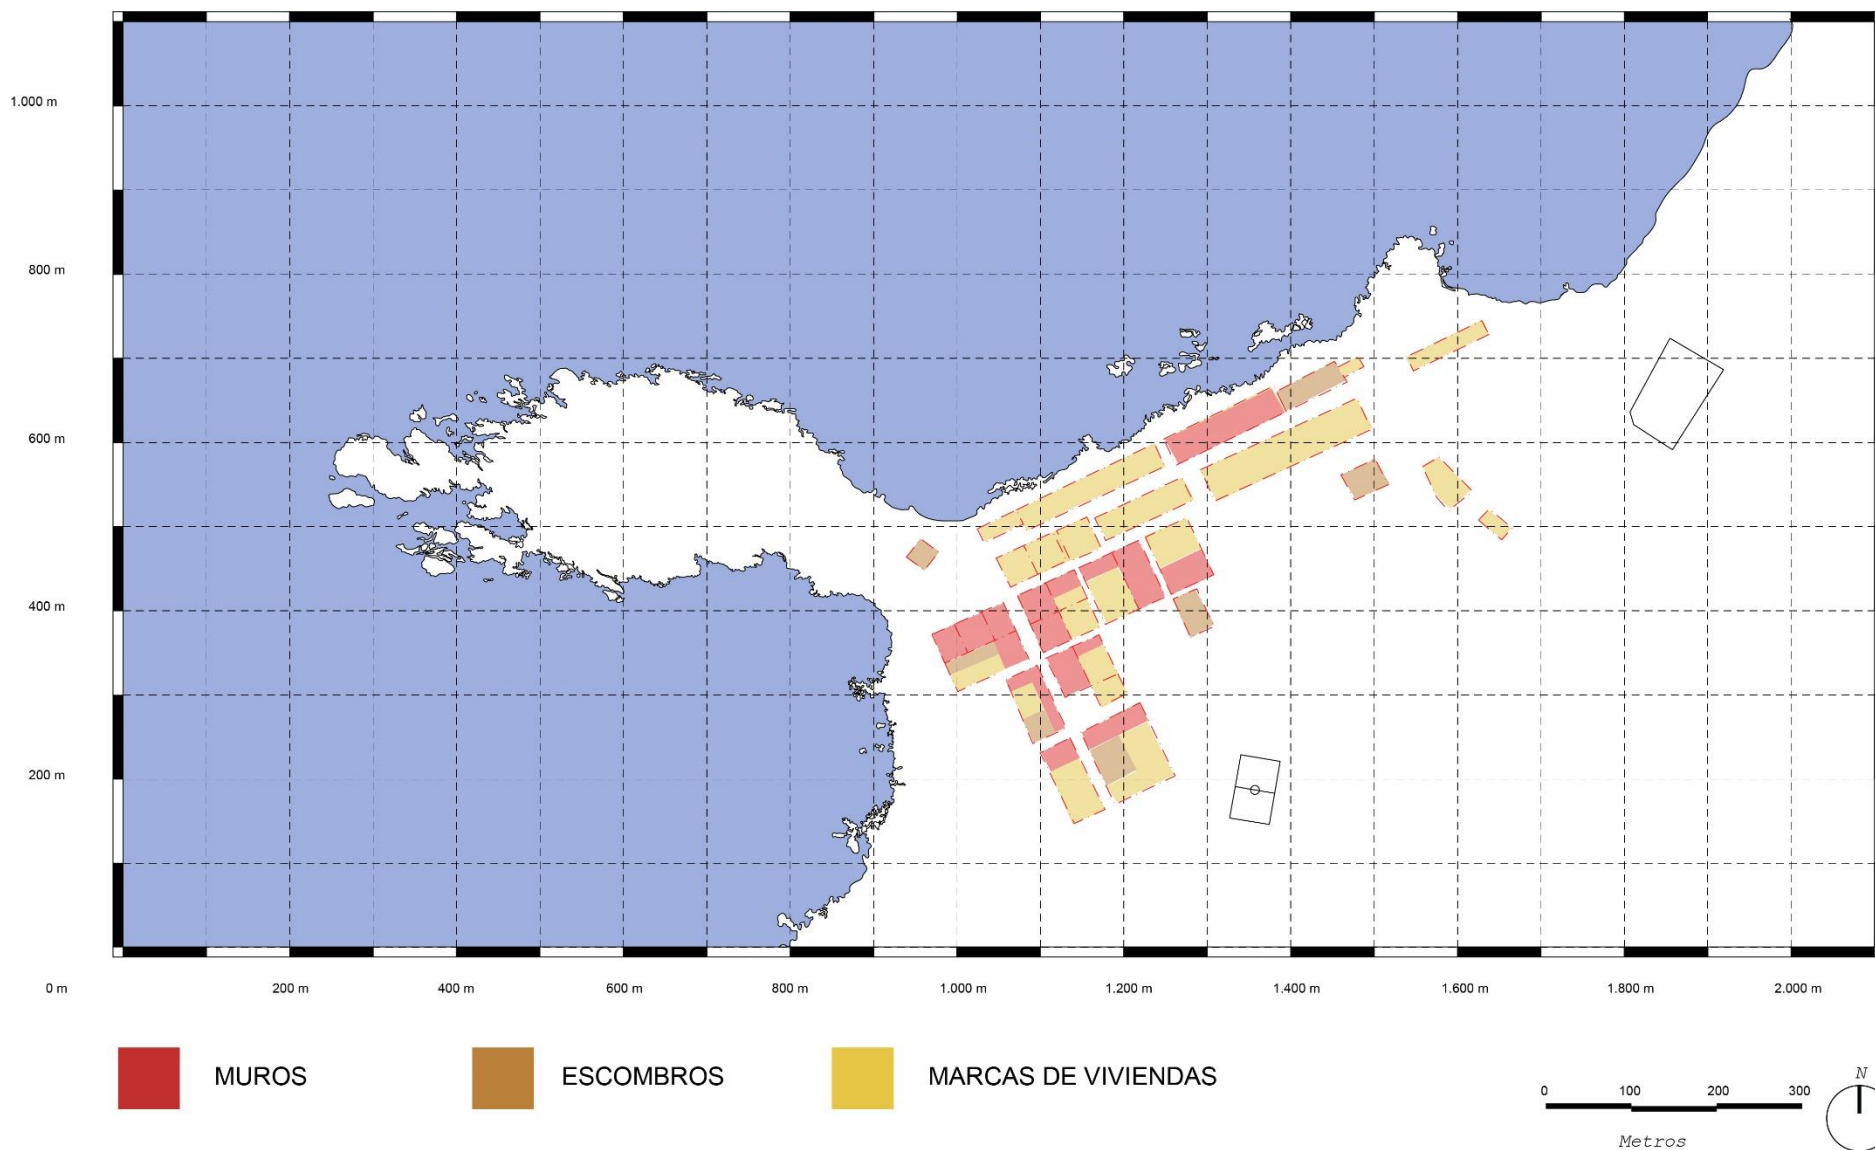 1.000 m
800 m
600 m
400 m
200 m
0 m 200 m 400 m 600 m 800 m 1.000 m 1.200 m 1.400 m 1.600 m 1.800 m 2.000 m
MUROS ESCOMBROS MARCAS DE VIVIENDAS
N
0 100 200 300
Metros